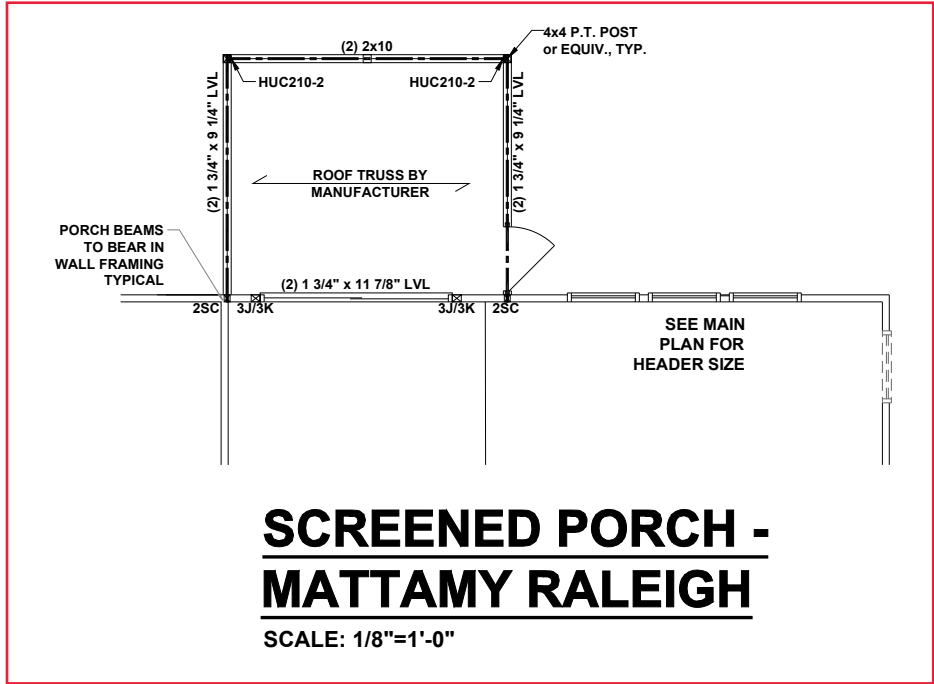 (2) 2x10
4x4 P.T. POST
or EQUIV., TYP.
HUC210-2
HUC210-2
(2) 1 3/4" x 9 1/4" LVL
(2) 1 3/4" x 9 1/4" LVL
ROOF TRUSS BY
MANUFACTURER
PORCH BEAMS
TO BEAR IN
WALL FRAMING
TYPICAL
(2) 1 3/4" x 11 7/8" LVL
2SC
3J/3K
3J/3K
2SC
SEE MAIN
PLAN FOR
HEADER SIZE
SCREENED PORCH -
MATTAMY RALEIGH
SCALE: 1/8"=1'-0"